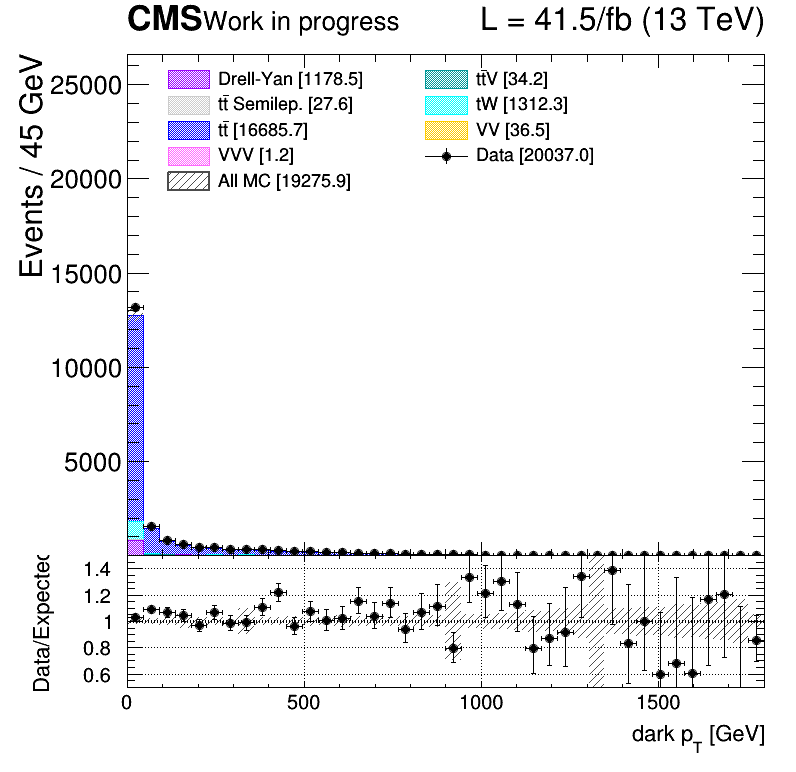 CMS Work in progress L = 41.5/fb (13 TeV)
Events / 45 GeV
25000
20000
15000
10000
5000
Drell-Yan [1178.5]
tt̄ Semilep. [27.6]
tt̄ [16685.7]
VVV [1.2]
All MC [19275.9]
tt̄V [34.2]
tW [1312.3]
VV [36.5]
Data [20037.0]
Data/Expected
1.4
1.2
1
0.8
0.6
0 500 1000 1500
dark p_T [GeV]